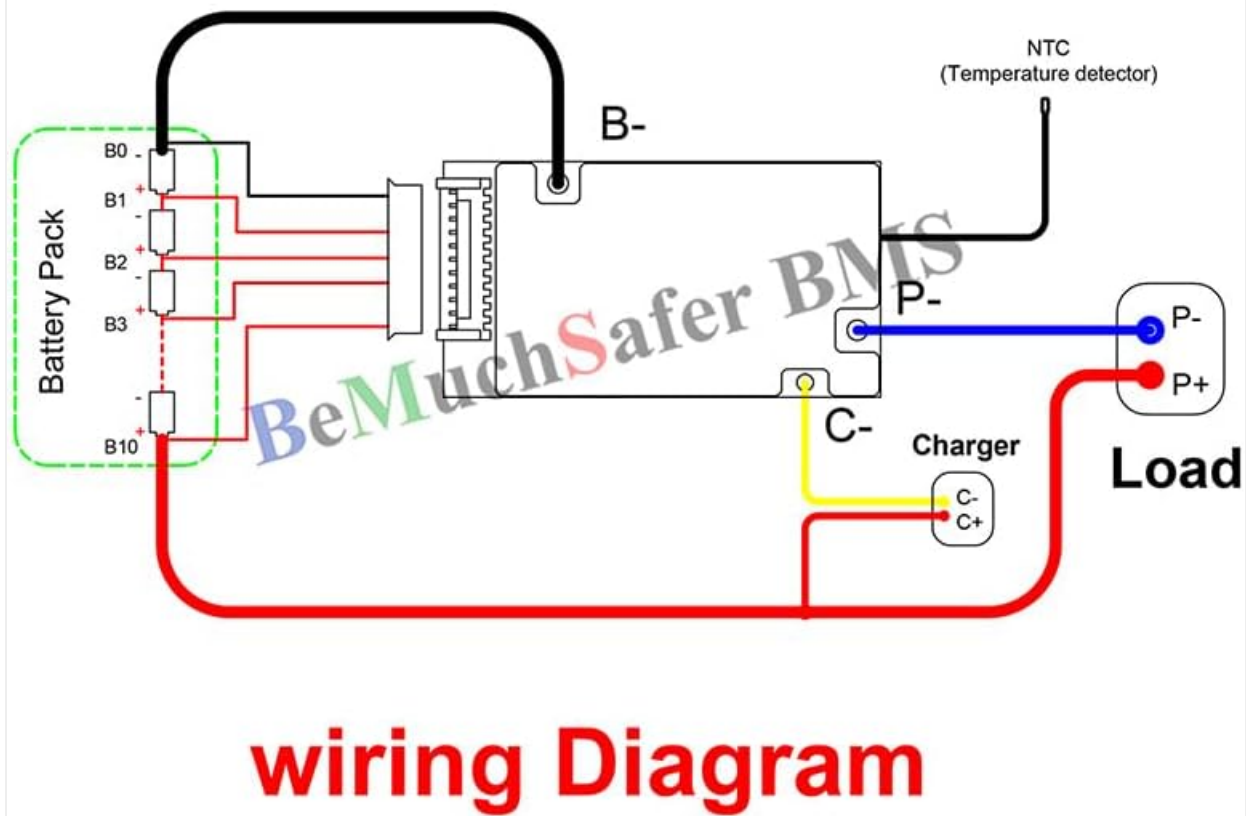 NTC
(Temperature detector)
B-
B0
-
+
B1
-
+
B2
-
+
B3
-
+
B10
Battery Pack
BeMuchSafer BMS
P-
P-
P+
C-
Charger
C-
C+
Load
wiring Diagram